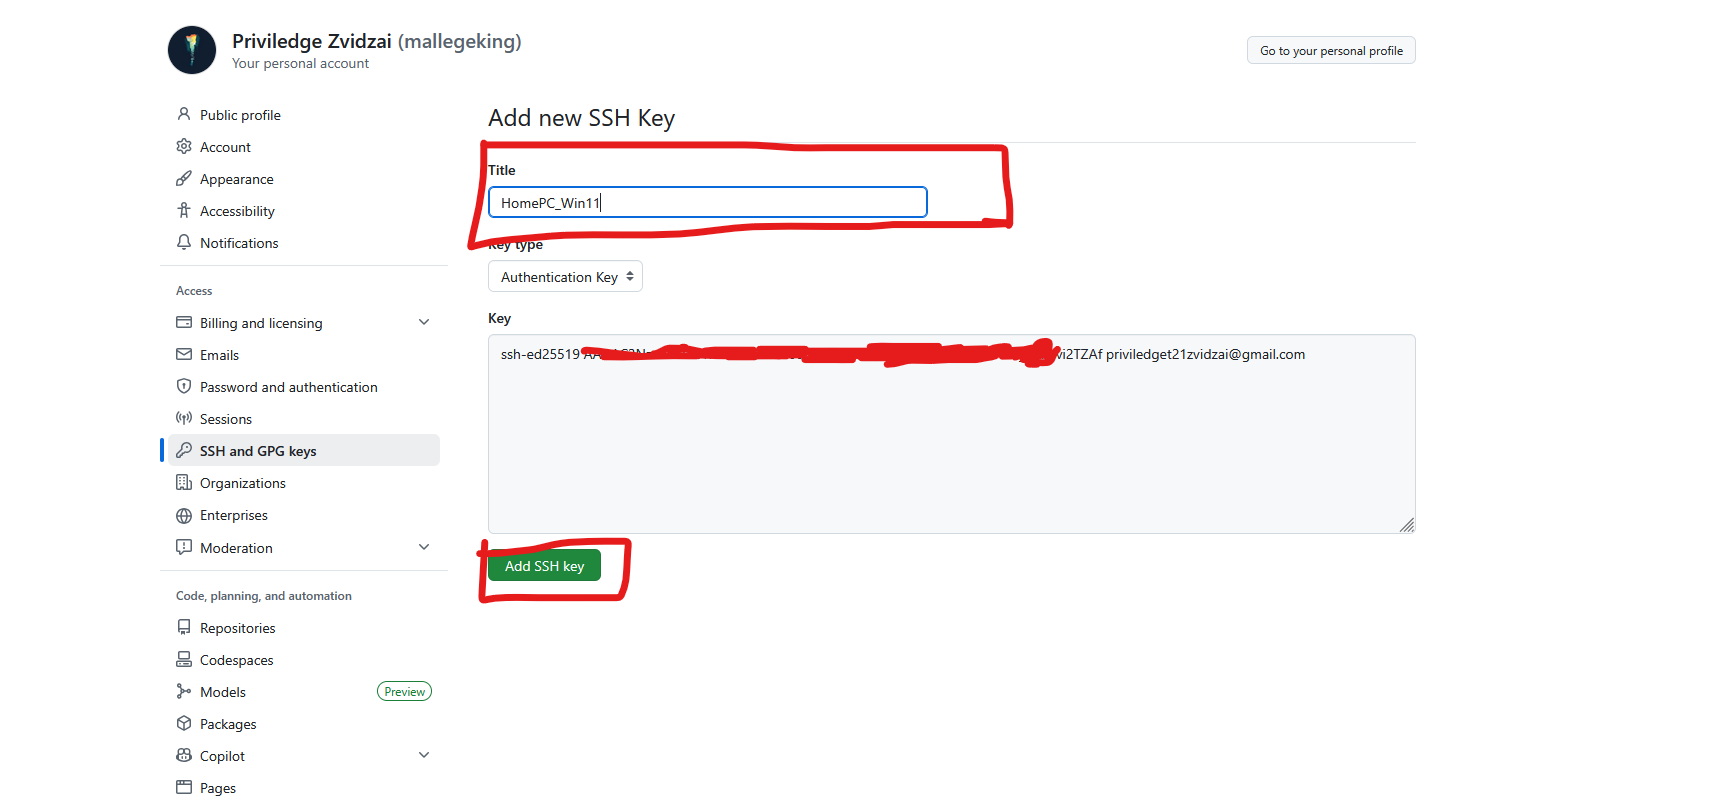 Priviledge Zvidzai (mallegeking)
Your personal account
Go to your personal profile
Public profile
Account
Appearance
Accessibility
Notifications
Access
Billing and licensing
Emails
Password and authentication
Sessions
SSH and GPG keys
Organizations
Enterprises
Moderation
Code, planning, and automation
Repositories
Codespaces
Models Preview
Packages
Copilot
Pages
Add new SSH Key
Title
HomePC_Win11
Key type
Authentication Key
Key
ssh-ed25519 vi2TZAf priviledget21zvidzai@gmail.com
Add SSH key